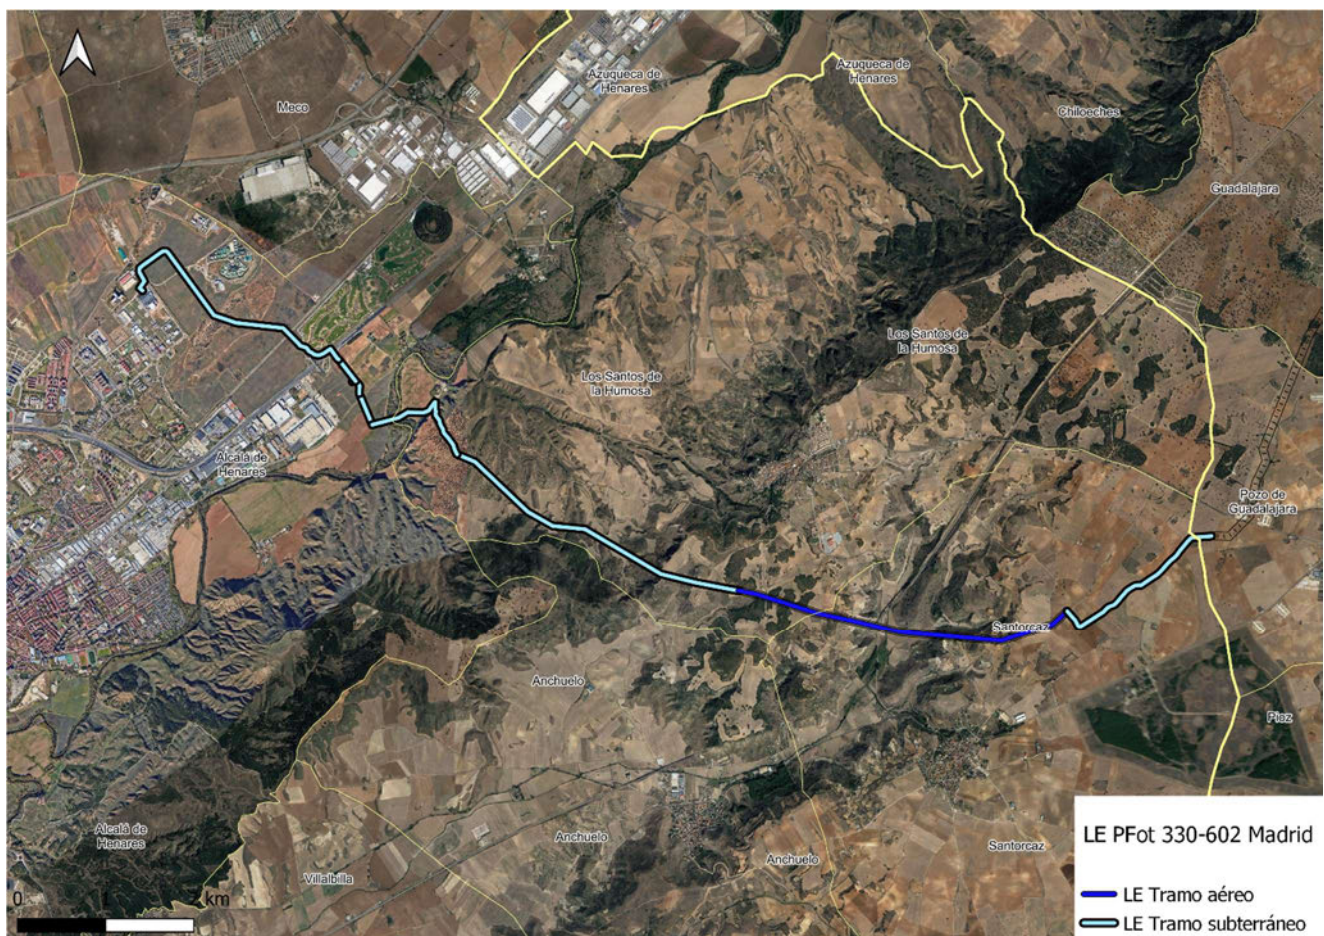 Azuqueca de
Henares
Azuqueca de
Henares
Meco
Chiloeches
Guadalajara
Los Santos de
la Humosa
Los Santos de
la Humosa
Alcalá de
Henares
Pozo de
Guadalajara
Santorcaz
Anchuelo
Pioz
Alcalá de
Henares
Anchuelo
Anchuelo
Santorcaz
Villalbilla
LE PFot 330-602 Madrid
LE Tramo aéreo
LE Tramo subterráneo
0 1 2 km